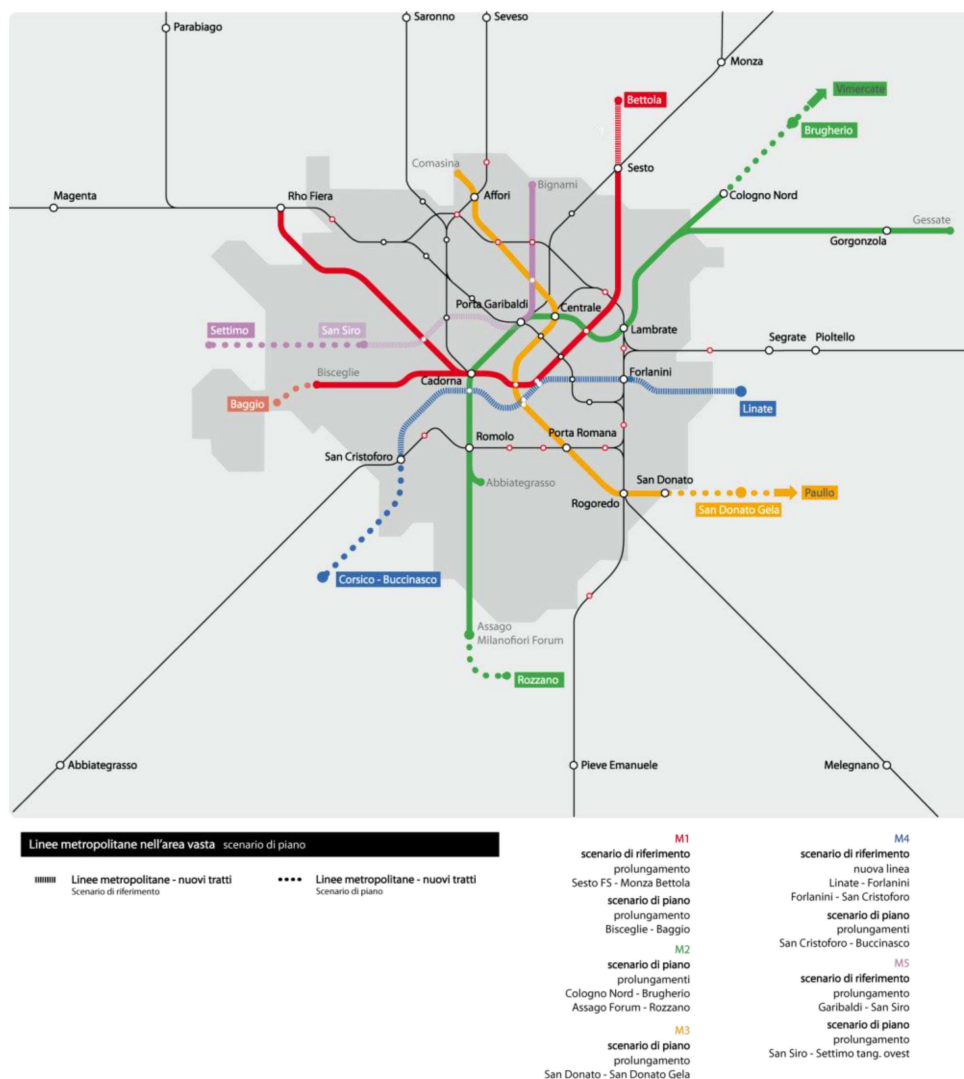 Saronno
Seveso
Parabiago
Monza
Bettola
Vimercate
Brugherio
Comasina
Sesto
Bignami
Affori
Magenta
Rho Fiera
Cologno Nord
Gessate
Gorgonzola
Porta Garibaldi
Centrale
Settimo
San Siro
Lambrate
Segrate
Pioltello
Bisceglie
Cadorna
Forlanini
Baggio
Linate
Romolo
Porta Romana
San Cristoforo
Abbiategrasso
San Donato
Rogoredo
San Donato Gela
Paullo
Corsico - Buccinasco
Assago
Milanofiori Forum
Rozzano
Abbiategrasso
Pieve Emanuele
Melegnano
Linee metropolitane nell'area vasta scenario di piano
Linee metropolitane - nuovi tratti
Scenario di riferimento
Linee metropolitane - nuovi tratti
Scenario di piano
M1
scenario di riferimento
prolungamento
Sesto FS - Monza Bettola
scenario di piano
prolungamento
Bisceglie - Baggio
M2
scenario di piano
prolungamenti
Cologno Nord - Brugherio
Assago Forum - Rozzano
M3
scenario di piano
prolungamento
San Donato - San Donato Gela
M4
scenario di riferimento
nuova linea
Linate - Forlanini
Forlanini - San Cristoforo
scenario di piano
prolungamenti
San Cristoforo - Buccinasco
M5
scenario di riferimento
prolungamento
Garibaldi - San Siro
scenario di piano
prolungamento
San Siro - Settimo tang. ovest